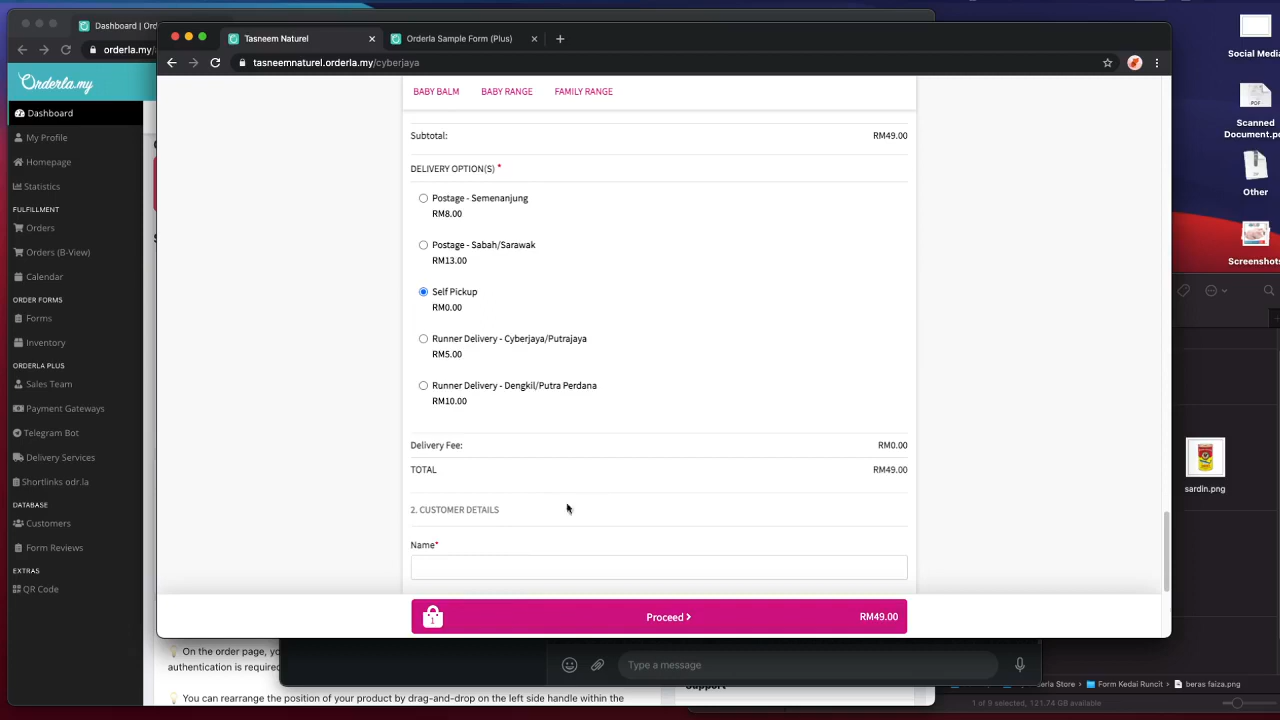 Dashboard | Ord
Tasneem Naturel
Orderla Sample Form (Plus)
orderla.my/
tasneemnaturel.orderla.my/cyberjaya
Orderla.my
Dashboard
My Profile
Homepage
Statistics
FULFILLMENT
Orders
Orders (B-View)
Calendar
ORDER FORMS
Forms
Inventory
ORDERLA PLUS
Sales Team
Payment Gateways
Telegram Bot
Delivery Services
Shortlinks odr.la
DATABASE
Customers
Form Reviews
EXTRAS
QR Code
BABY BALM BABY RANGE FAMILY RANGE
Subtotal: RM49.00
DELIVERY OPTION(S) *
Postage - Semenanjung
RM8.00
Postage - Sabah/Sarawak
RM13.00
Self Pickup
RM0.00
Runner Delivery - Cyberjaya/Putrajaya
RM5.00
Runner Delivery - Dengkil/Putra Perdana
RM10.00
Delivery Fee: RM0.00
TOTAL RM49.00
2. CUSTOMER DETAILS
Name*
1 Proceed > RM49.00
On the order page, yo
authentication is required
You can rearrange the position of your product by drag-and-drop on the left side handle within the
Type a message
Support
Social Media
PDF
Scanned
Document.pd
Other
Screenshots
sardin.png
rla Store › Form Kedai Runcit › beras faiza.png
1 of 9 selected, 121.74 GB available